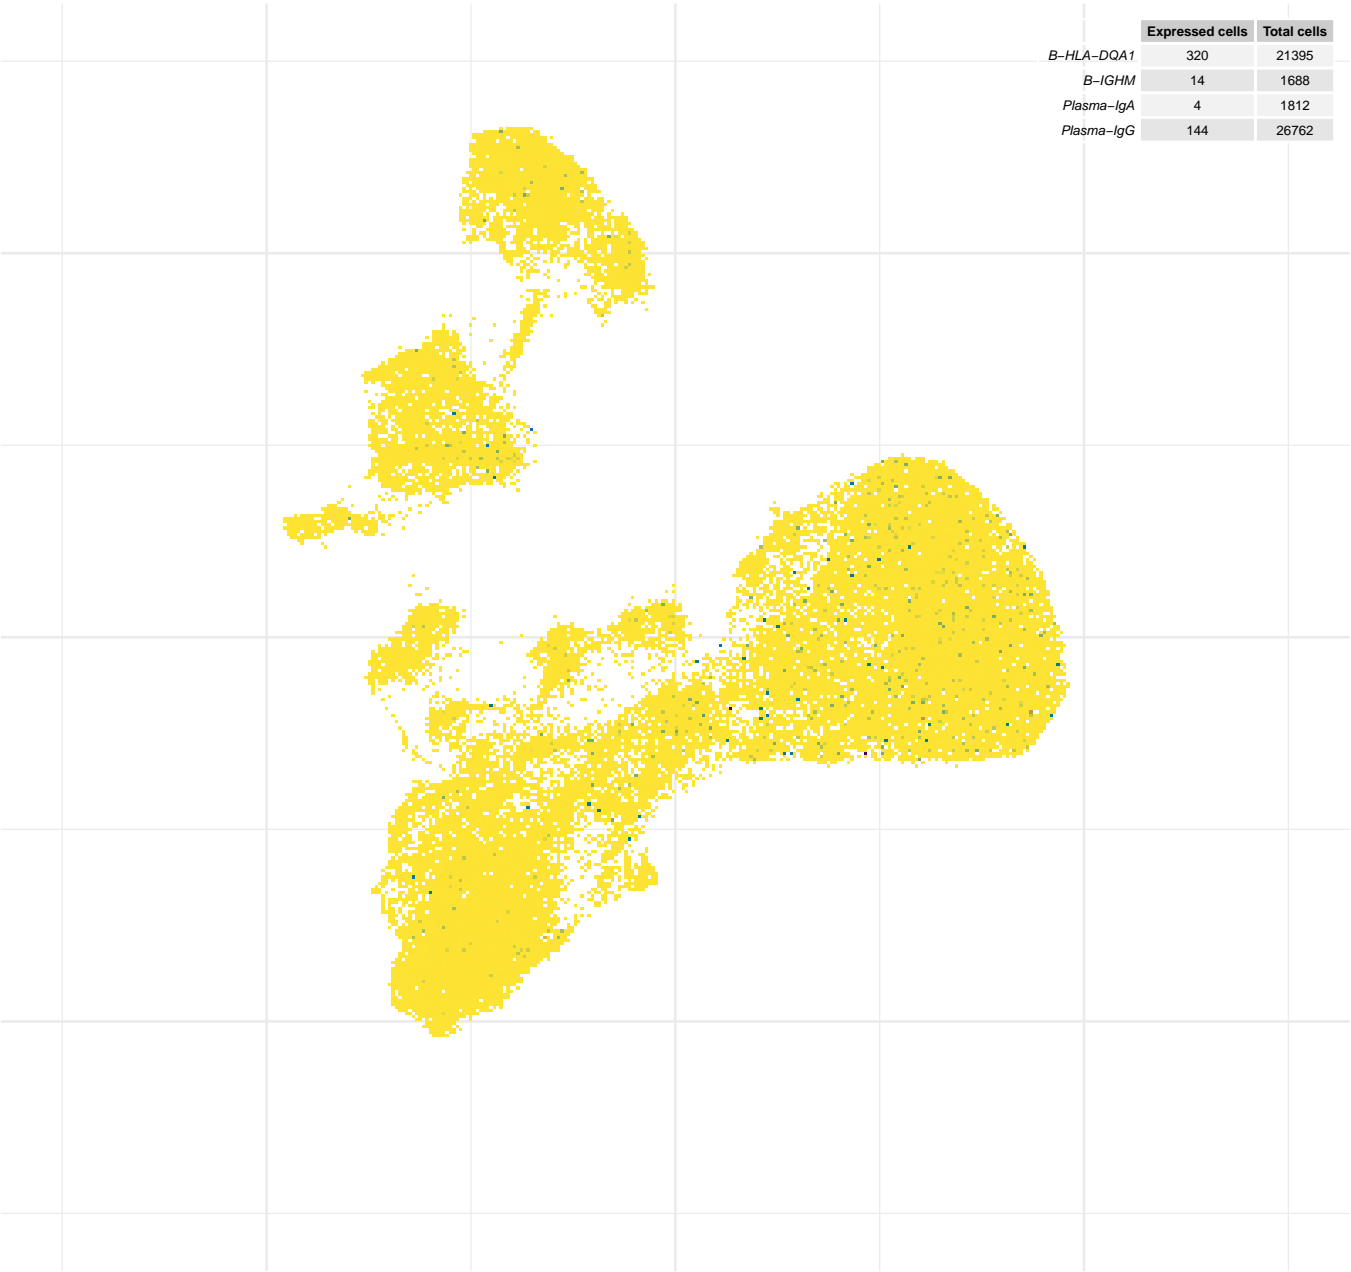 Expressed cells Total cells
B−HLA−DQA1 320 21395
B−IGHM 14 1688
Plasma−IgA 4 1812
Plasma−IgG 144 26762